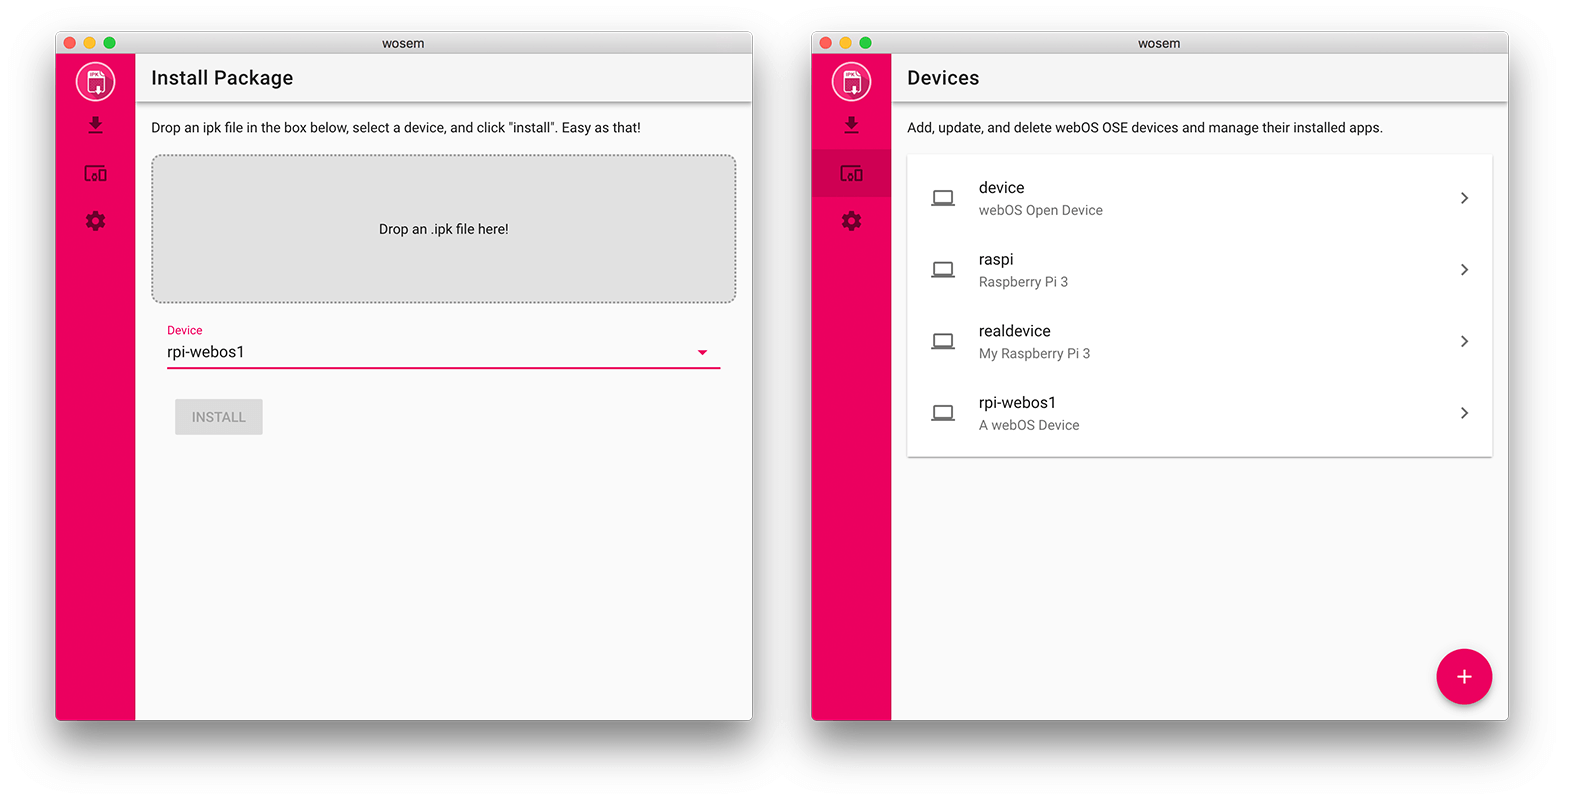 wosem
IPK
Install Package
Drop an ipk file in the box below, select a device, and click "install". Easy as that!
Drop an .ipk file here!
Device
rpi-webos1
INSTALL
wosem
IPK
Devices
Add, update, and delete webOS OSE devices and manage their installed apps.
device
webOS Open Device
raspi
Raspberry Pi 3
realdevice
My Raspberry Pi 3
rpi-webos1
A webOS Device